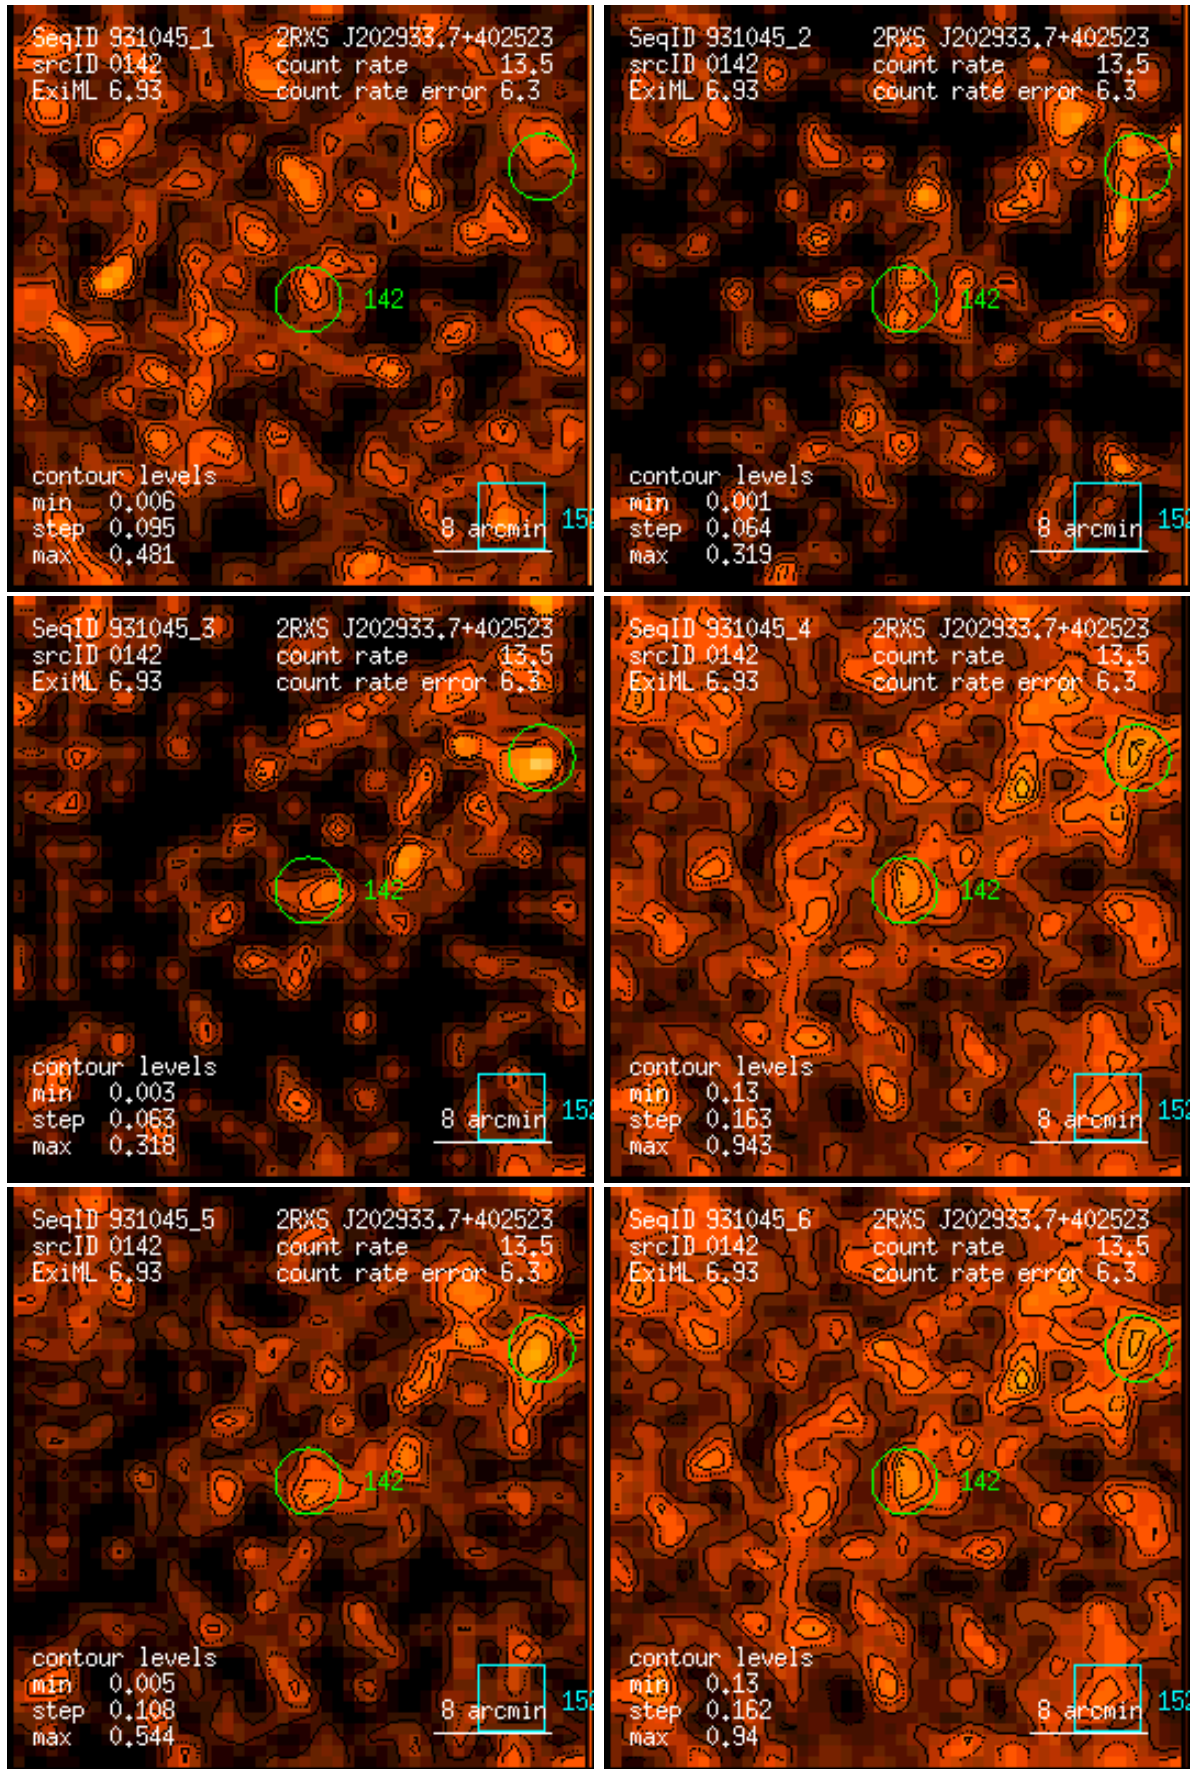 SeqID 931045_1 2RXS J202933.7+402523
srcID 0142 count rate 13.5
ExiML 6.93 count rate error 6.3
142
contour levels
min 0.006
step 0.095 8 arcmin 152
max 0.481
SeqID 931045_2 2RXS J202933.7+402523
srcID 0142 count rate 13.5
ExiML 6.93 count rate error 6.3
142
contour levels
min 0.001
step 0.064 8 arcmin 15
max 0.319
SeqID 931045_3 2RXS J202933.7+402523
srcID 0142 count rate 13.5
ExiML 6.93 count rate error 6.3
142
contour levels
min 0.003
step 0.063 8 arcmin 152
max 0.318
SeqID 931045_4 2RXS J202933.7+402523
srcID 0142 count rate 13.5
ExiML 6.93 count rate error 6.3
142
contour levels
min 0.13
step 0.163 8 arcmin 15
max 0.943
SeqID 931045_5 2RXS J202933.7+402523
srcID 0142 count rate 13.5
ExiML 6.93 count rate error 6.3
142
contour levels
min 0.005
step 0.108 8 arcmin 152
max 0.544
SeqID 931045_6 2RXS J202933.7+402523
srcID 0142 count rate 13.5
ExiML 6.93 count rate error 6.3
142
contour levels
min 0.13
step 0.162 8 arcmin 15
max 0.94